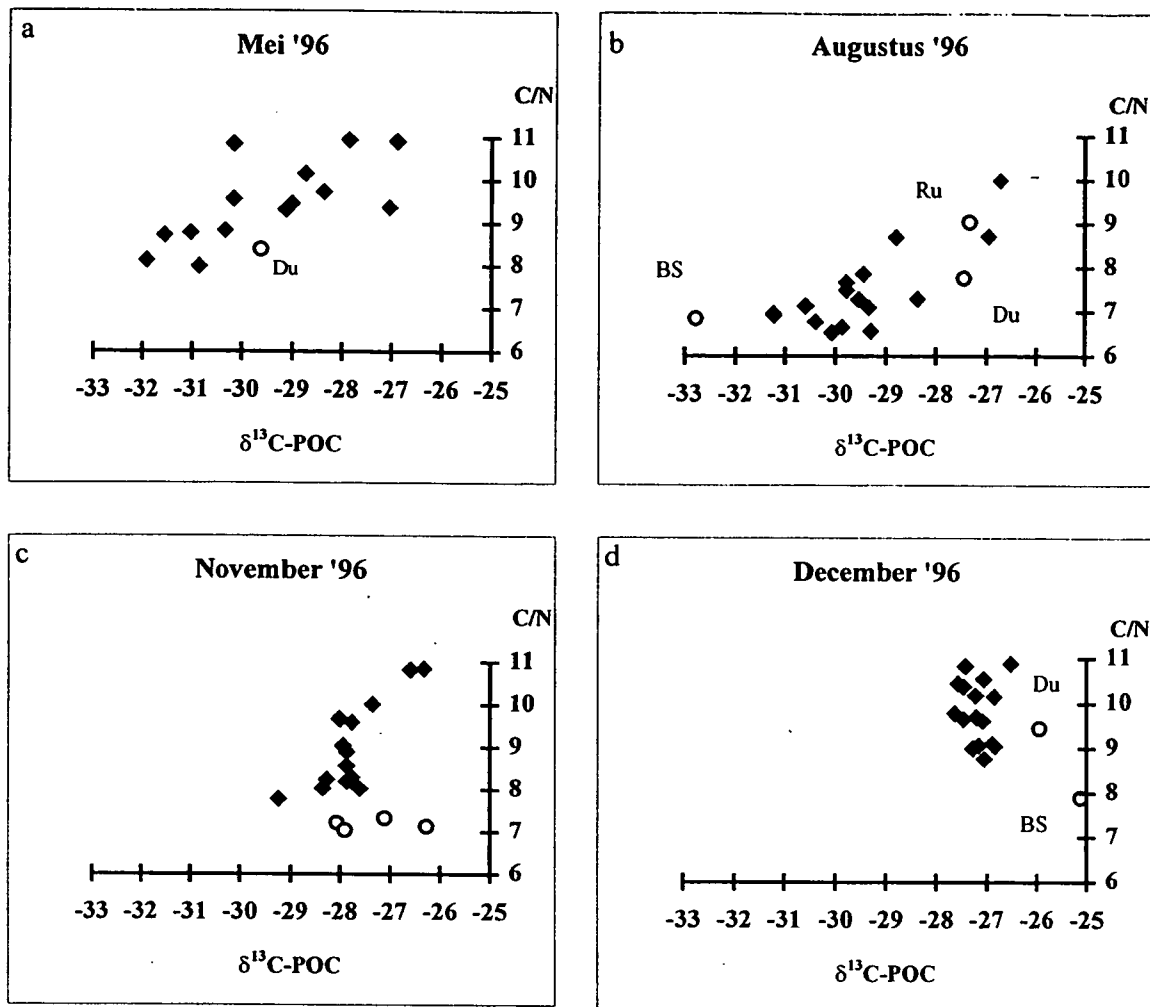 a
Mei '96
C/N
11
10
9
8
7
6
Du
-33 -32 -31 -30 -29 -28 -27 -26 -25
δ¹³C-POC
b
Augustus '96
C/N
11
10
9
8
7
6
Ru
BS
Du
-33 -32 -31 -30 -29 -28 -27 -26 -25
δ¹³C-POC
c
November '96
C/N
11
10
9
8
7
6
-33 -32 -31 -30 -29 -28 -27 -26 -25
δ¹³C-POC
d
December '96
C/N
11
10
9
8
7
6
Du
BS
-33 -32 -31 -30 -29 -28 -27 -26 -25
δ¹³C-POC